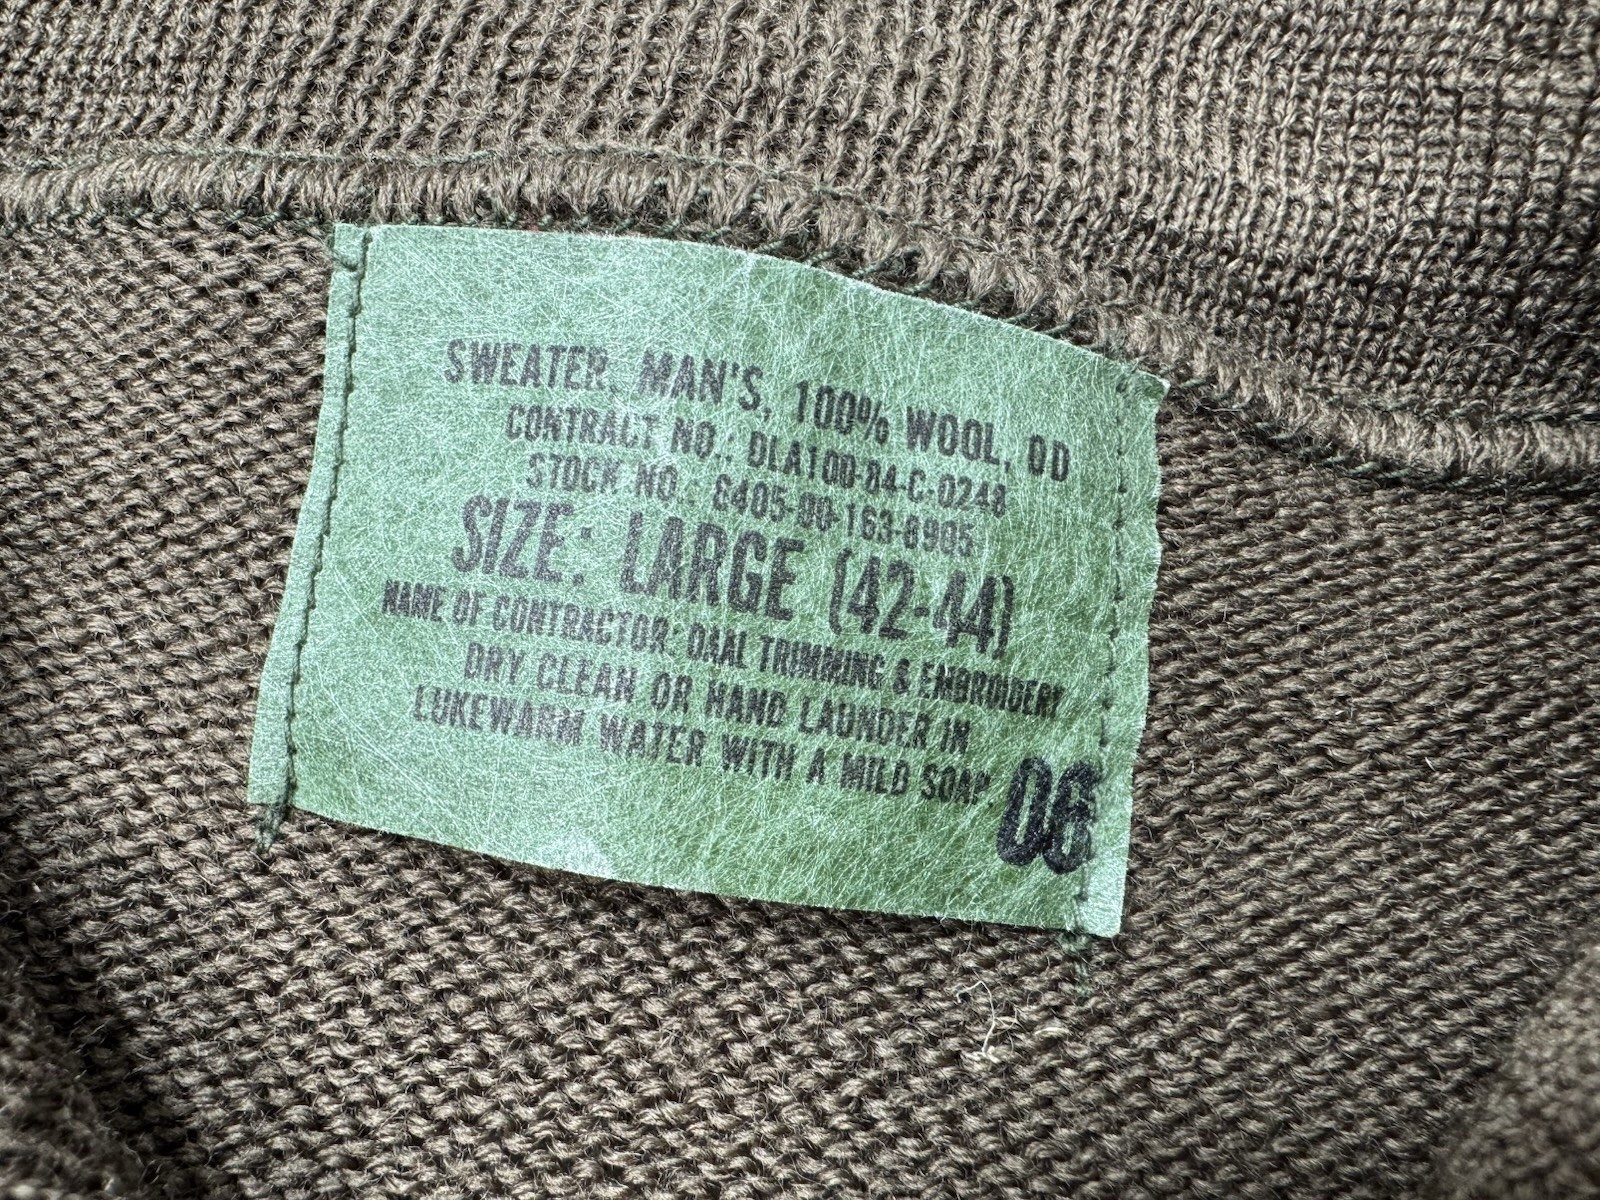 SWEATER, MAN'S, 100% WOOL, OD
CONTRACT NO.: DLA100-84-C-0248
STOCK NO.: 8405-00-163-8905
SIZE: LARGE (42-44)
NAME OF CONTRACTOR: DAAL TRIMMING & EMBROIDERY
DRY CLEAN OR HAND LAUNDER IN
LUKEWARM WATER WITH A MILD SOAP.
06